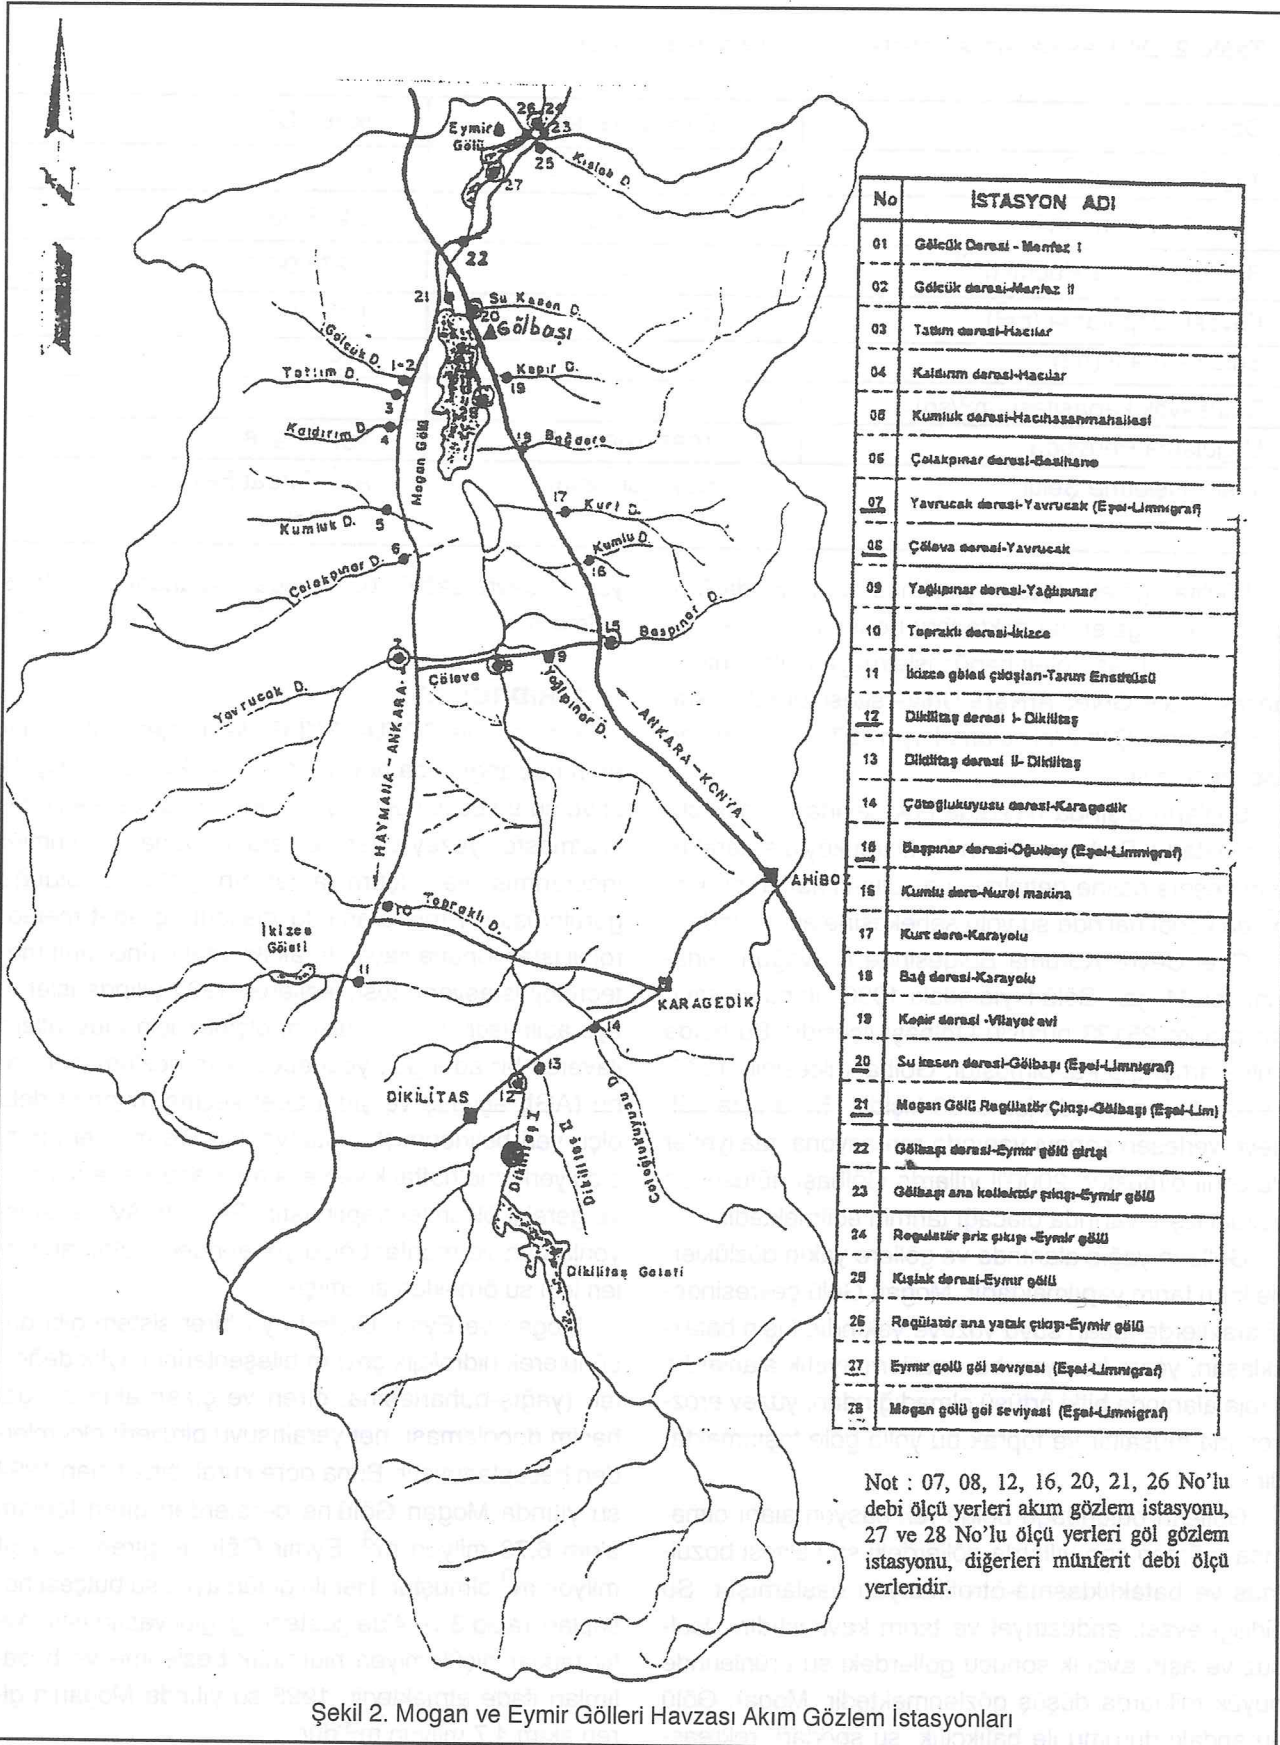 26 24
Eymir
Gölü
23
25
Kışlak D.
27
22
21
Su Kesen D.
20
Gölbaşı
Gölcük D.
1-2
Tatlım D.
3
Kepir D.
19
Kaldırım D.
4
Mogan Gölü
Bağdere
17
Kurt D.
Kumluk D.
5
Kumlu D.
16
6
Çolakpınar D.
Başpınar D.
15
7
8
9
Çölova
Yağlıpınar D.
Yavrucak D.
HAYMANA-ANKARA
ANKARA-KONYA
AHİBOZ
10
Topraklı D.
İkizce
Göleti
11
KARAGEDİK
14
13
12
DİKİLİTAS
Dikilitaş I
Dikilitaş II
Çötoğlukuyusu D.
Dikilitaş Göleti
No İSTASYON ADI
01 Gölcük Deresi - Menfez I
02 Gölcük deresi-Menfez II
03 Tatlım deresi-Hacılar
04 Kaldırım deresi-Hacılar
05 Kumluk deresi-Hacıhasanmahallesi
06 Çolakpınar deresi-Besihane
07 Yavrucak deresi-Yavrucak (Eşel-Limnigraf)
08 Çölova deresi-Yavrucak
09 Yağlıpınar deresi-Yağlıpınar
10 Topraklı deresi-İkizce
11 İkizce göleti çıkışları-Tarım Enstitüsü
12 Dikilitaş deresi I- Dikilitaş
13 Dikilitaş deresi II- Dikilitaş
14 Çötoğlukuyusu deresi-Karagedik
15 Başpınar deresi-Oğulbey (Eşel-Limnigraf)
16 Kumlu dere-Nurol makina
17 Kurt dere-Karayolu
18 Bağ deresi-Karayolu
19 Kepir deresi -Vilayet evi
20 Su kesen deresi-Gölbaşı (Eşel-Limnigraf)
21 Mogan Gölü Regülatör Çıkışı-Gölbaşı (Eşel-Lim)
22 Gölbaşı deresi-Eymir gölü girişi
23 Gölbaşı ana kollektör çıkışı-Eymir gölü
24 Regulatör priz çıkışı -Eymir gölü
25 Kışlak deresi-Eymir gölü
26 Regülatör ana yatak çıkışı-Eymir gölü
27 Eymir gölü göl seviyesi (Eşel-Limnigraf)
28 Mogan gölü göl seviyesi (Eşel-Limnigraf)
Not : 07, 08, 12, 16, 20, 21, 26 No'lu
debi ölçü yerleri akım gözlem istasyonu,
27 ve 28 No'lu ölçü yerleri göl gözlem
istasyonu, diğerleri münferit debi ölçü
yerleridir.
Şekil 2. Mogan ve Eymir Gölleri Havzası Akım Gözlem İstasyonları